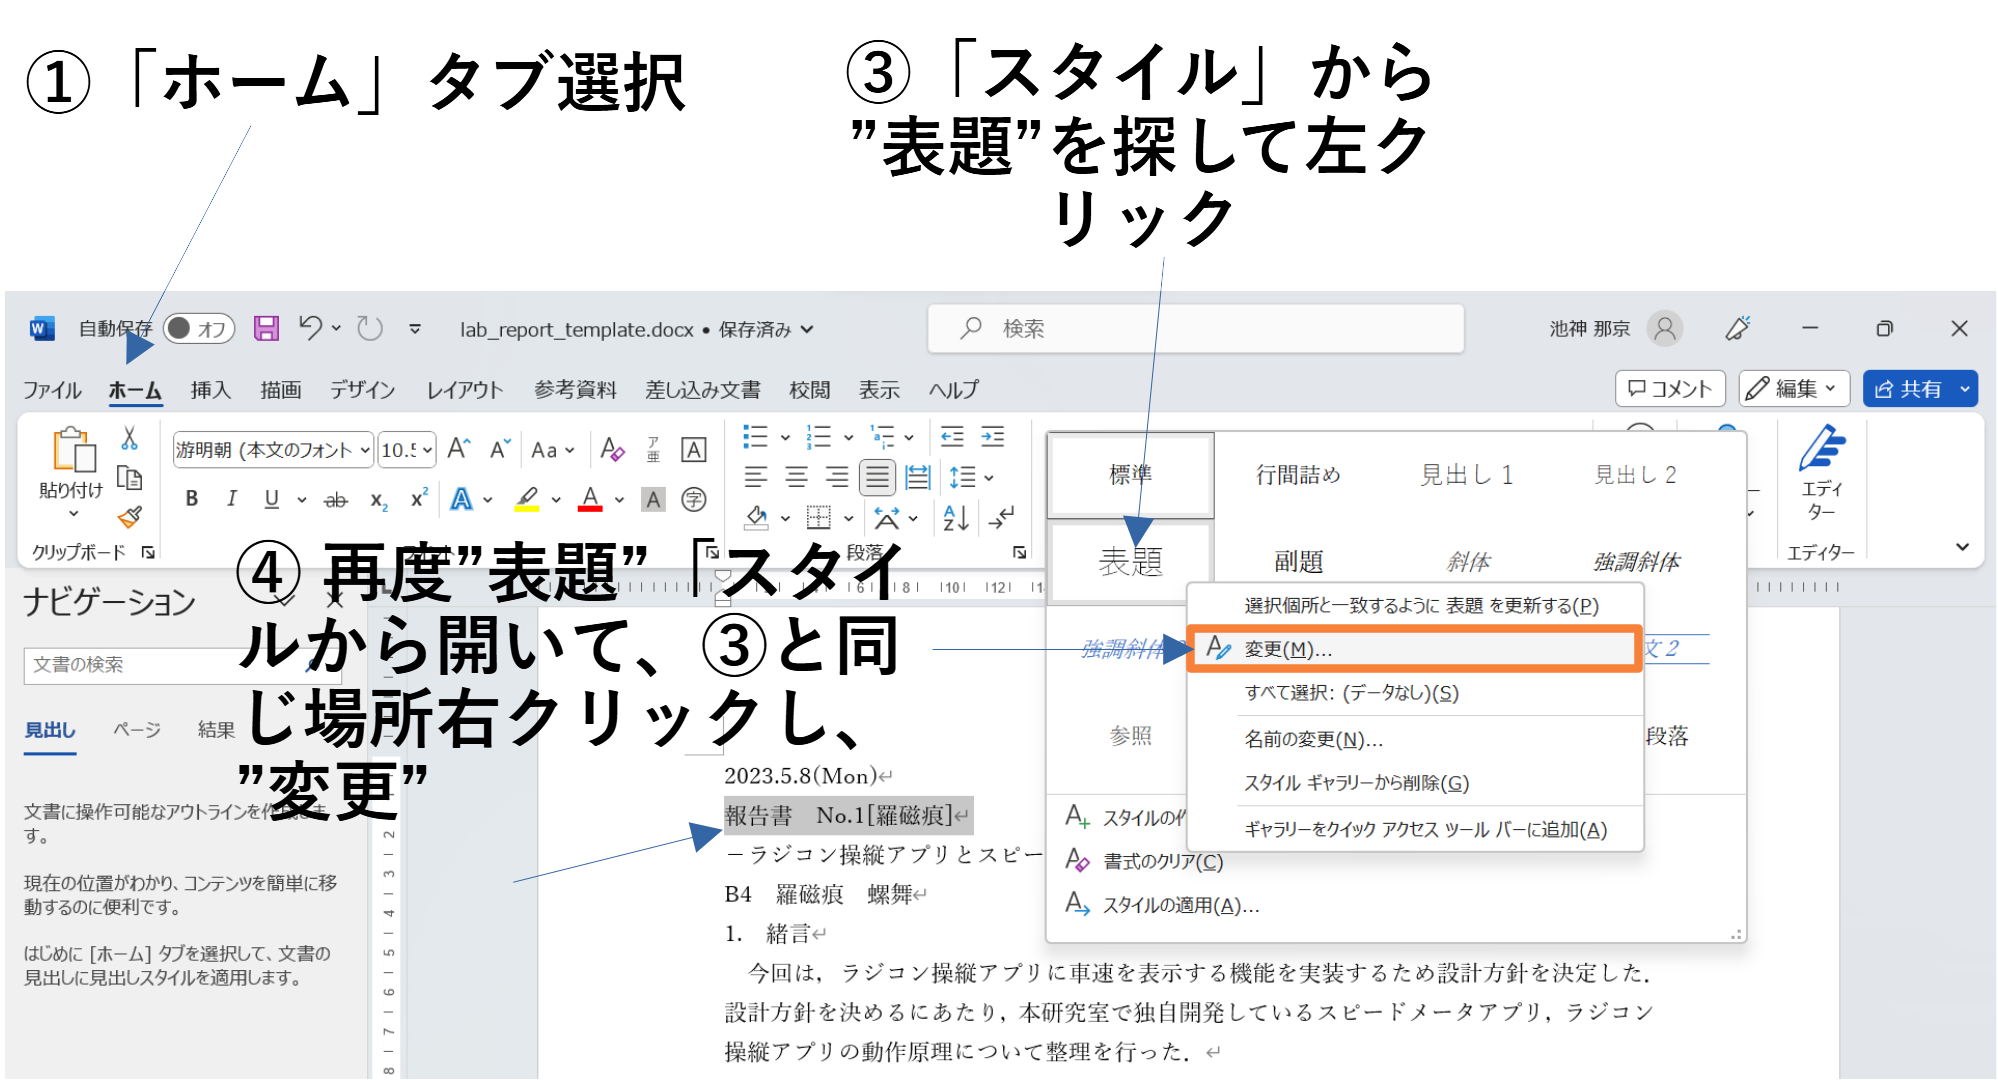 ①「ホーム」タブ選択
③「スタイル」から
”表題”を探して左ク
リック
自動保存 オフ lab_report_template.docx • 保存済み 検索 池神 那京
ファイル ホーム 挿入 描画 デザイン レイアウト 参考資料 差し込み文書 校閲 表示 ヘルプ コメント 編集 共有
貼り付け
クリップボード
游明朝 (本文のフォント 10.5
段落
エディ
ター
エディター
標準 行間詰め 見出し 1 見出し 2
表題 副題 斜体 強調斜体
強調斜体
文 2
参照
段落
選択個所と一致するように 表題 を更新する(P)
変更(M)...
すべて選択: (データなし)(S)
名前の変更(N)...
スタイル ギャラリーから削除(G)
ギャラリーをクイック アクセス ツール バーに追加(A)
スタイルの作
書式のクリア(C)
スタイルの適用(A)...
④ 再度”表題”「スタイ
ルから開いて、③と同
じ場所右クリックし、
”変更”
ナビゲーション
文書の検索
見出し ページ 結果
文書に操作可能なアウトラインを作成しま
す。
現在の位置がわかり、コンテンツを簡単に移
動するのに便利です。
はじめに [ホーム] タブを選択して、文書の
見出しに見出しスタイルを適用します。
2023.5.8(Mon)
報告書　No.1[羅磁痕]
－ラジコン操縦アプリとスピー
B4　羅磁痕　螺舞
1.　緒言
今回は，ラジコン操縦アプリに車速を表示する機能を実装するため設計方針を決定した．
設計方針を決めるにあたり，本研究室で独自開発しているスピードメータアプリ，ラジコン
操縦アプリの動作原理について整理を行った．